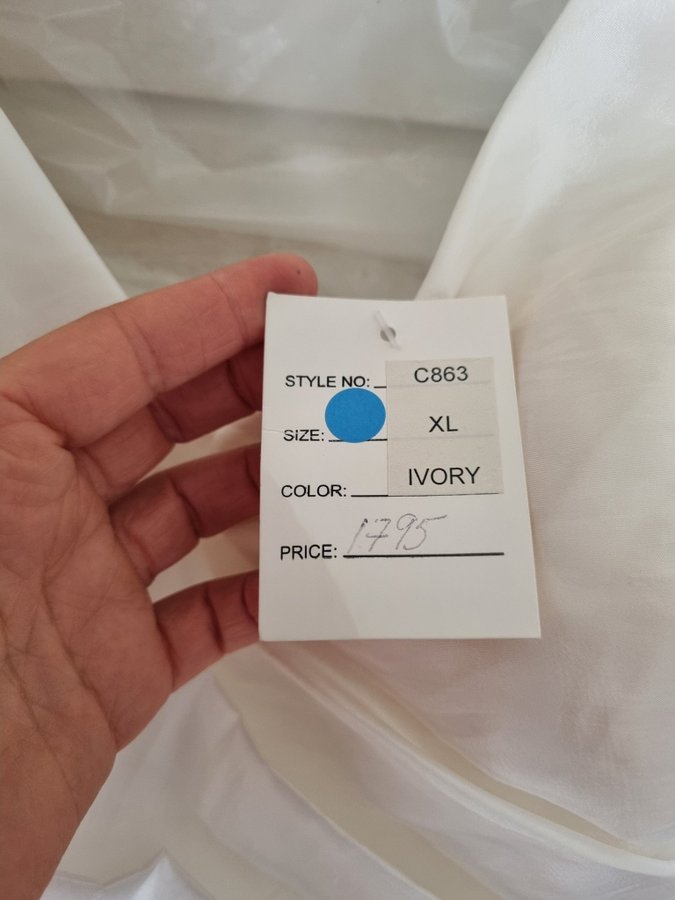 STYLE NO: C863
SIZE: XL
COLOR: IVORY
PRICE: 1795